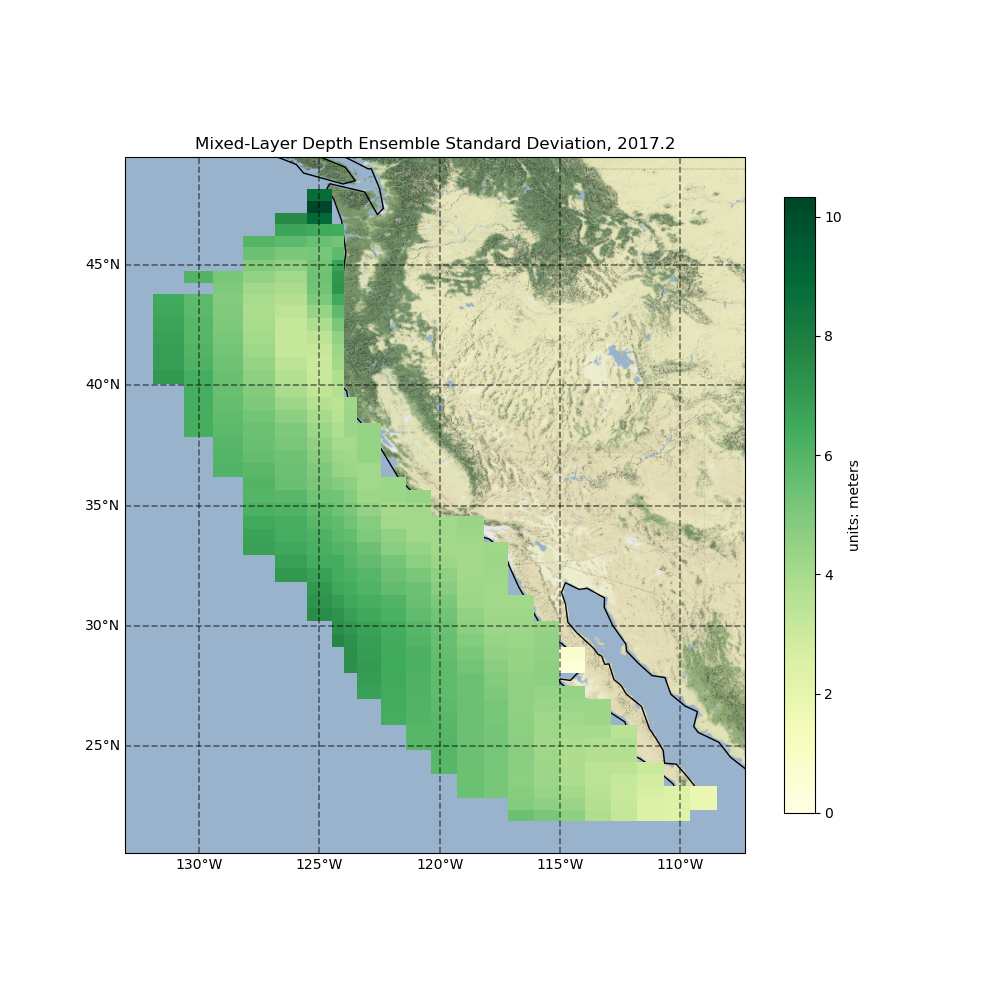 Mixed-Layer Depth Ensemble Standard Deviation, 2017.2
45°N
40°N
35°N
30°N
25°N
130°W
125°W
120°W
115°W
110°W
10
8
6
4
2
0
units: meters